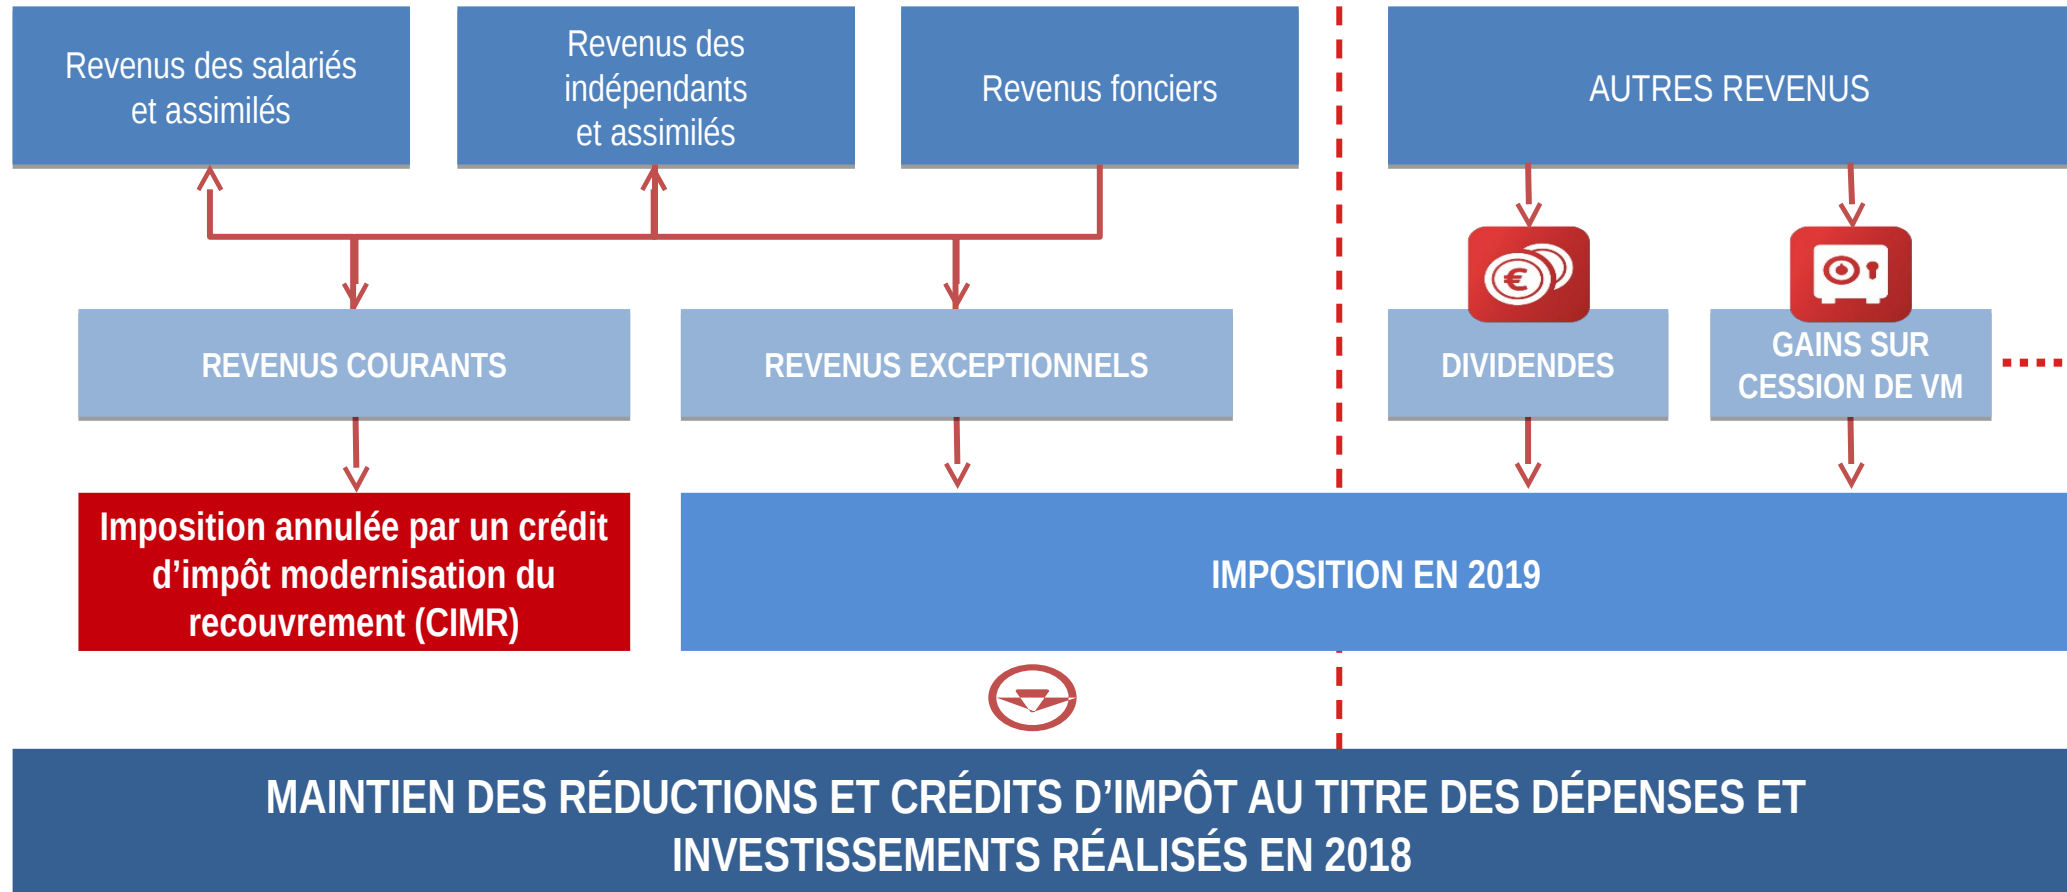 Revenus des salariés
et assimilés
Revenus des
indépendants
et assimilés
Revenus fonciers
AUTRES REVENUS
€
REVENUS COURANTS
REVENUS EXCEPTIONNELS
DIVIDENDES
GAINS SUR
CESSION DE VM
Imposition annulée par un crédit
d’impôt modernisation du
recouvrement (CIMR)
IMPOSITION EN 2019
MAINTIEN DES RÉDUCTIONS ET CRÉDITS D’IMPÔT AU TITRE DES DÉPENSES ET
INVESTISSEMENTS RÉALISÉS EN 2018